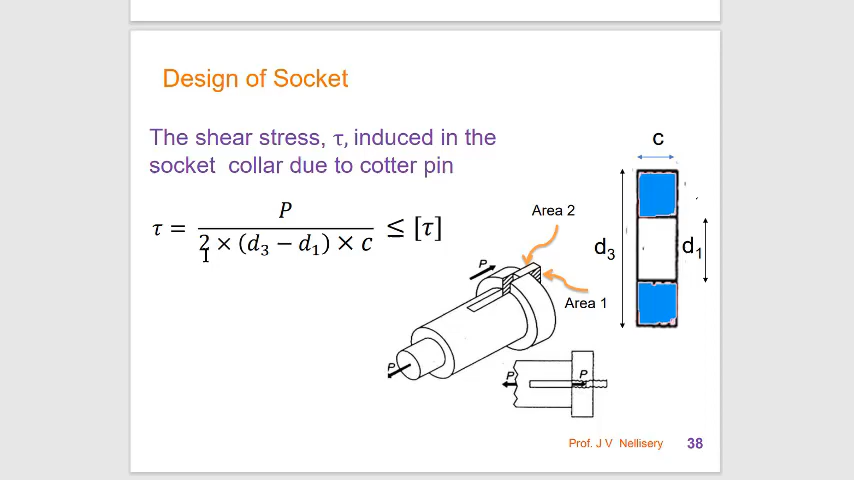 Design of Socket
The shear stress, τ, induced in the
socket collar due to cotter pin
τ = P / 2 × (d₃ − d₁) × c ≤ [τ]
c
d₃
d₁
Area 2
Area 1
P
P
P
P
Prof. J V Nellisery
38